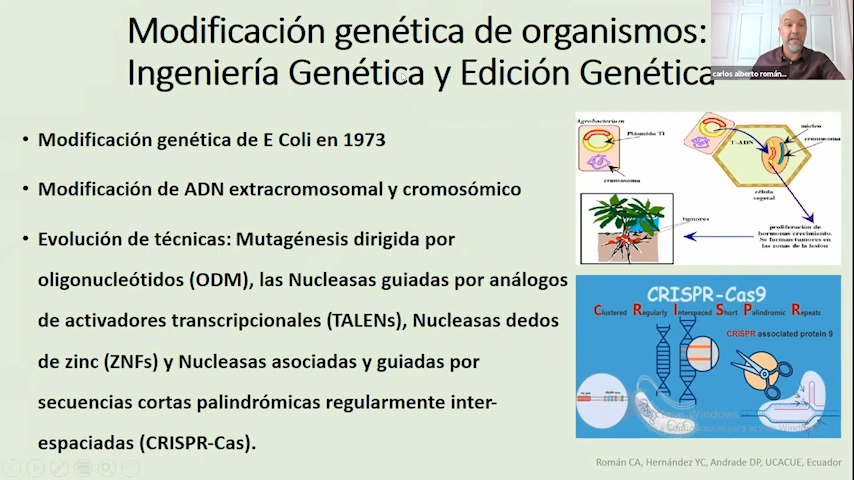 Modificación genética de organismos:
Ingeniería Genética y Edición Genética
carlos alberto román...
• Modificación genética de E Coli en 1973
• Modificación de ADN extracromosomal y cromosómico
• Evolución de técnicas: Mutagénesis dirigida por
oligonucleótidos (ODM), las Nucleasas guiadas por análogos
de activadores transcripcionales (TALENs), Nucleasas dedos
de zinc (ZNFs) y Nucleasas asociadas y guiadas por
secuencias cortas palindrómicas regularmente inter-
espaciadas (CRISPR-Cas).
Agrobacterium
Plásmido TI
cromosoma
T-ADN
núcleo
cromosoma
célula
vegetal
tumores
proliferación de
hormonas crecimiento.
Se forman tumores en
las zonas de la lesión
CRISPR-Cas9
Clustered Regularly Interspaced Short Palindromic Repeats
CRISPR associated protein 9
Windows
Román CA, Hernández YC, Andrade DP, UCACUE, Ecuador